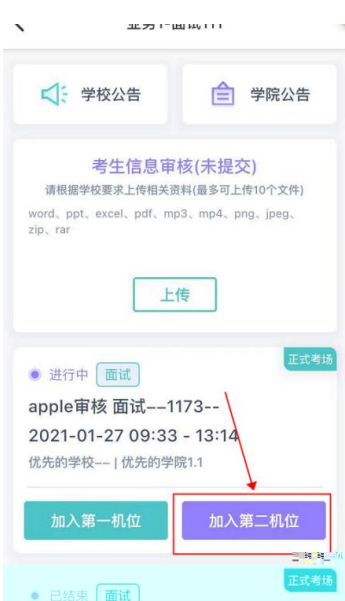 学校公告
学院公告
考生信息审核(未提交)
请根据学校要求上传相关资料(最多可上传10个文件)
word、ppt、excel、pdf、mp3、mp4、png、jpeg、
zip、rar
上传
正式考场
进行中 面试
apple审核 面试--1173--
2021-01-27 09:33 - 13:14
优先的学校-- | 优先的学院1.1
加入第一机位
加入第二机位
正式考场
已结束 面试